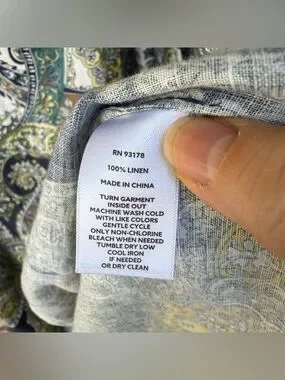 RN 93178
100% LINEN
MADE IN CHINA
TURN GARMENT
INSIDE OUT
MACHINE WASH COLD
WITH LIKE COLORS
GENTLE CYCLE
ONLY NON-CHLORINE
BLEACH WHEN NEEDED
TUMBLE DRY LOW
COOL IRON
IF NEEDED
OR DRY CLEAN